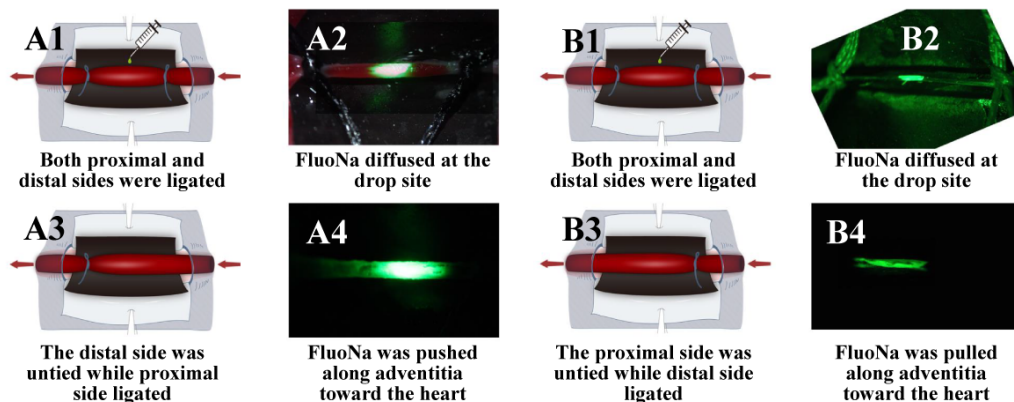 A1
A2
B1
B2
Both proximal and
distal sides were ligated
FluoNa diffused at the
drop site
Both proximal and
distal sides were ligated
FluoNa diffused at
the drop site
A3
A4
B3
B4
The distal side was
untied while proximal
side ligated
FluoNa was pushed
along adventitia
toward the heart
The proximal side was
untied while distal side
ligated
FluoNa was pulled
along adventitia
toward the heart